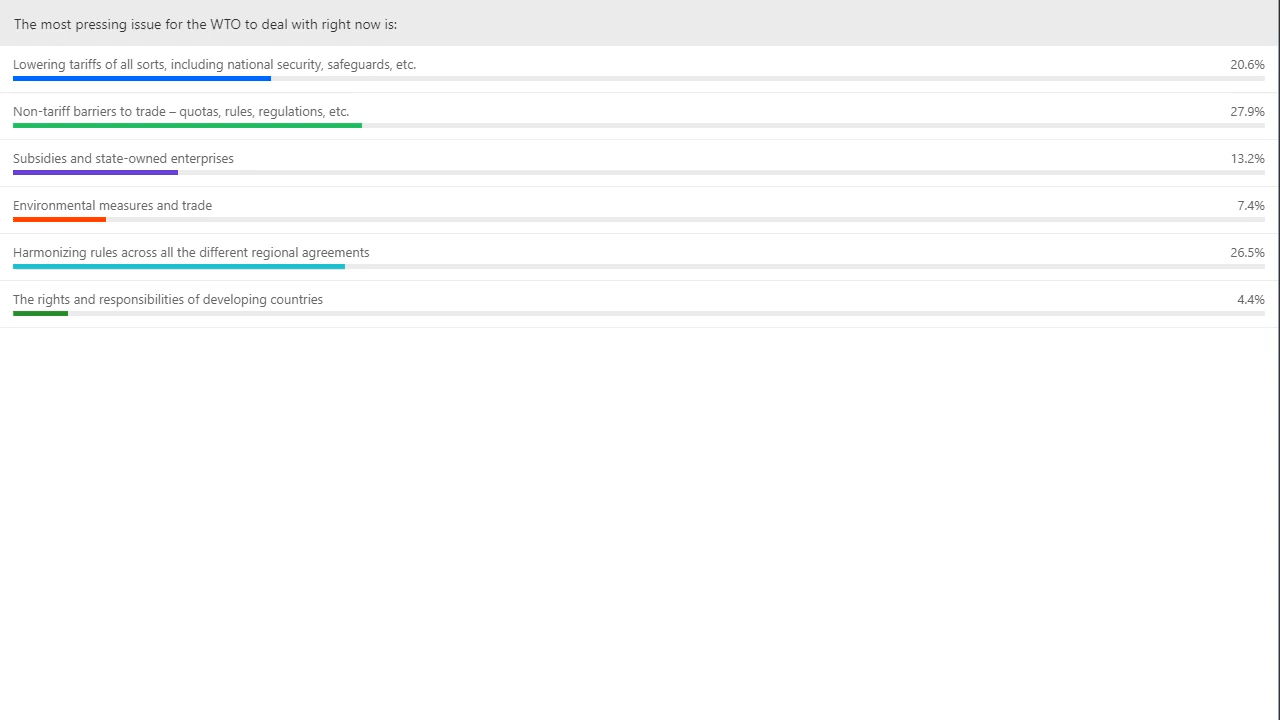 The most pressing issue for the WTO to deal with right now is:
Lowering tariffs of all sorts, including national security, safeguards, etc. 20.6%
Non-tariff barriers to trade – quotas, rules, regulations, etc. 27.9%
Subsidies and state-owned enterprises 13.2%
Environmental measures and trade 7.4%
Harmonizing rules across all the different regional agreements 26.5%
The rights and responsibilities of developing countries 4.4%